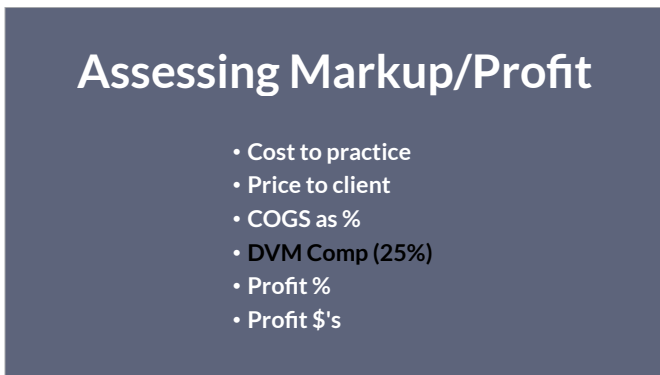 Assessing Markup/Profit
• Cost to practice
• Price to client
• COGS as %
• DVM Comp (25%)
• Profit %
• Profit $'s